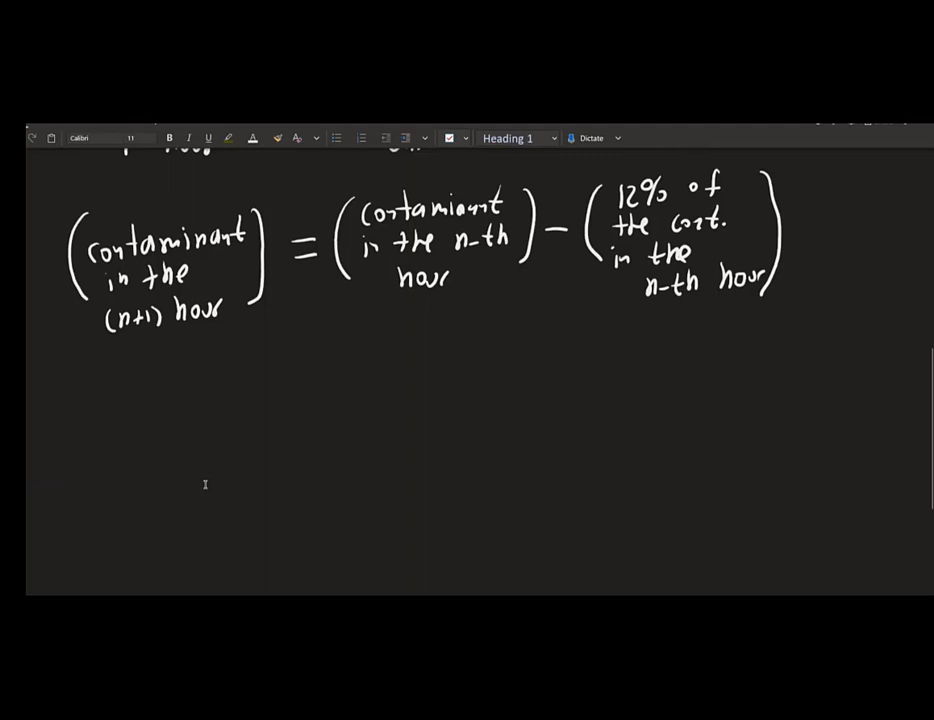 Calibri 11 B I U A Heading 1 Dictate
(contaminant in the (n+1) hour) = (contaminant in the n-th hour) - (12% of the cont. in the n-th hour)